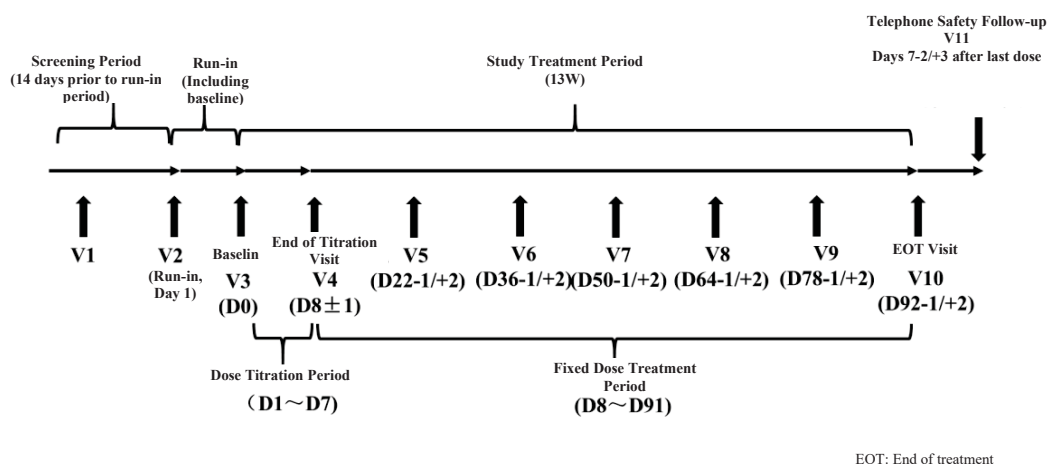 Telephone Safety Follow-up
V11
Days 7-2/+3 after last dose
Screening Period
(14 days prior to run-in
period)
Run-in
(Including
baseline)
Study Treatment Period
(13W)
V1
V2
(Run-in,
Day 1)
Baselin
V3
(D0)
End of Titration
Visit
V4
(D8±1)
V5
(D22-1/+2)
V6
(D36-1/+2)
V7
(D50-1/+2)
V8
(D64-1/+2)
V9
(D78-1/+2)
EOT Visit
V10
(D92-1/+2)
Dose Titration Period
（D1～D7)
Fixed Dose Treatment
Period
(D8～D91)
EOT: End of treatment